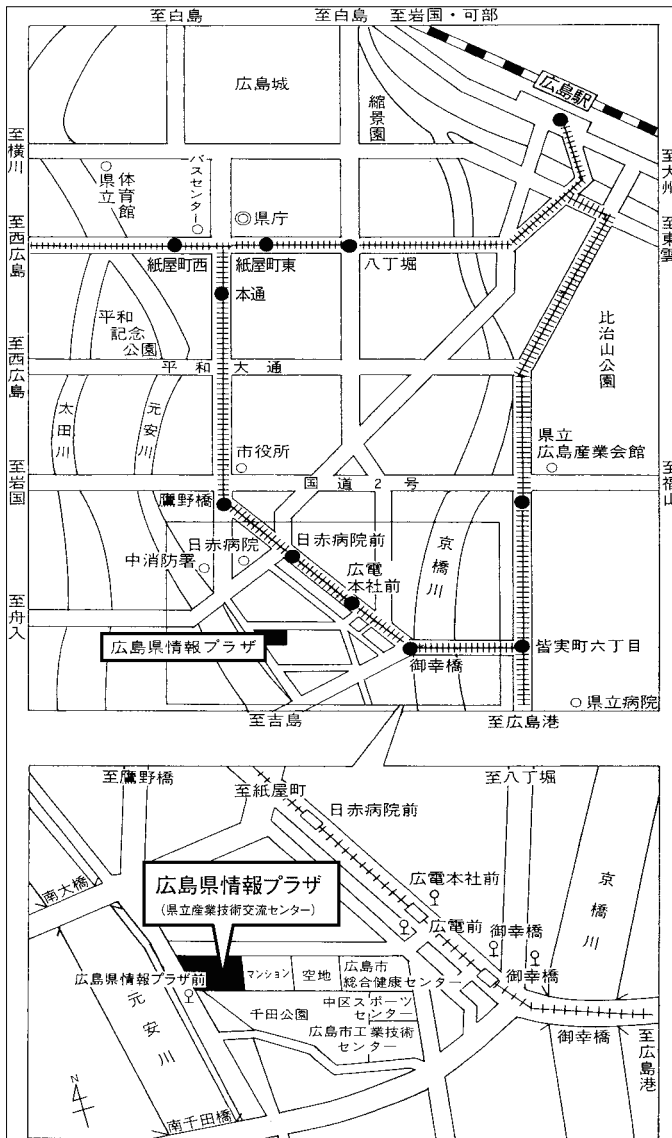 至白島
至白島
至岩国・可部
広島城
縮景園
広島駅
至横川
県立
体育館
バスセンター
県庁
至大州
至西広島
至東雲
紙屋町西
紙屋町東
八丁堀
本通
平和
記念
公園
比治山公園
至西広島
平和大通
太田川
元安川
市役所
県立
広島産業会館
至岩国
国道2号
至福山
鷹野橋
日赤病院
日赤病院前
中消防署
広電
本社前
京橋川
至舟入
広島県情報プラザ
御幸橋
皆実町六丁目
県立病院
至吉島
至広島港
至鷹野橋
至紙屋町
至八丁堀
日赤病院前
南大橋
広島県情報プラザ
(県立産業技術交流センター)
広電本社前
広電前
御幸橋
京橋川
広島県情報プラザ前
マンション
空地
広島市
総合健康センター
御幸橋
元安川
千田公園
中区スポーツ
センター
広島市工業技術
センター
御幸橋
至広島港
N
南千田橋